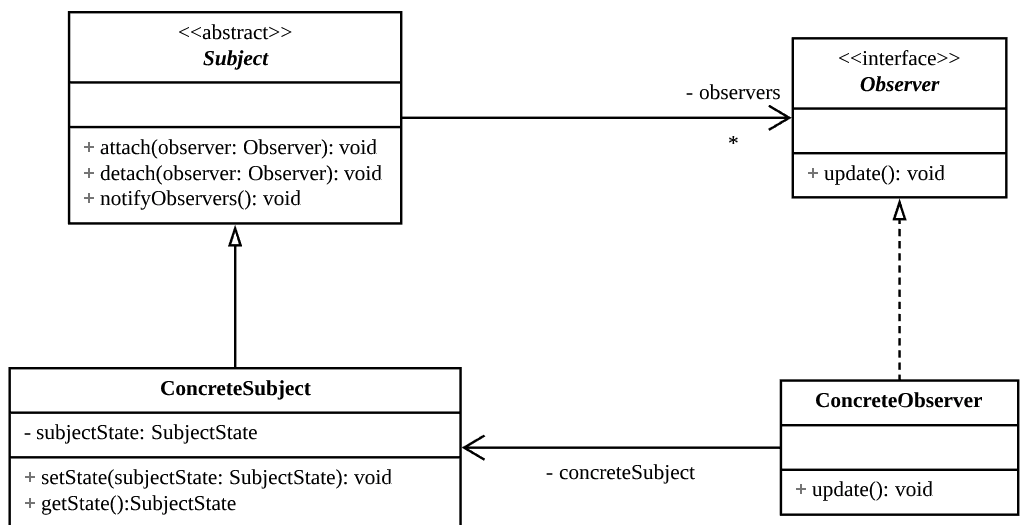 <<abstract>>
Subject
+ attach(observer: Observer): void
+ detach(observer: Observer): void
+ notifyObservers(): void
- observers
*
<<interface>>
Observer
+ update(): void
ConcreteSubject
- subjectState: SubjectState
+ setState(subjectState: SubjectState): void
+ getState():SubjectState
- concreteSubject
ConcreteObserver
+ update(): void